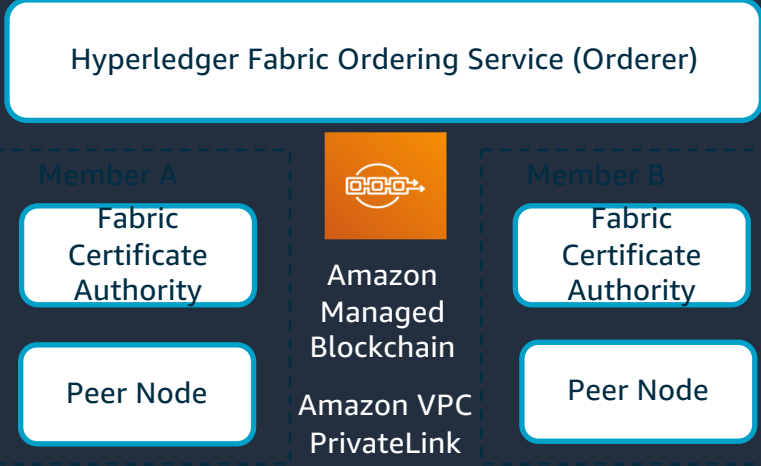 Hyperledger Fabric Ordering Service (Orderer)
Member A
Fabric
Certificate
Authority
Peer Node
Amazon
Managed
Blockchain
Amazon VPC
PrivateLink
Member B
Fabric
Certificate
Authority
Peer Node